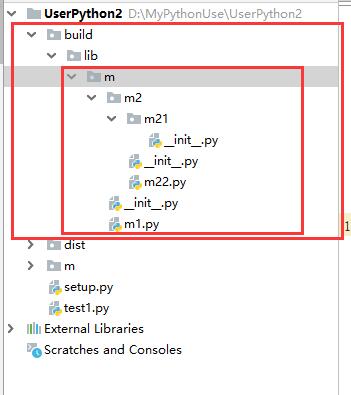 UserPython2 D:\MyPythonUse\UserPython2
build
lib
m
m2
m21
__init__.py
__init__.py
m22.py
__init__.py
m1.py
dist
m
setup.py
test1.py
External Libraries
Scratches and Consoles
1